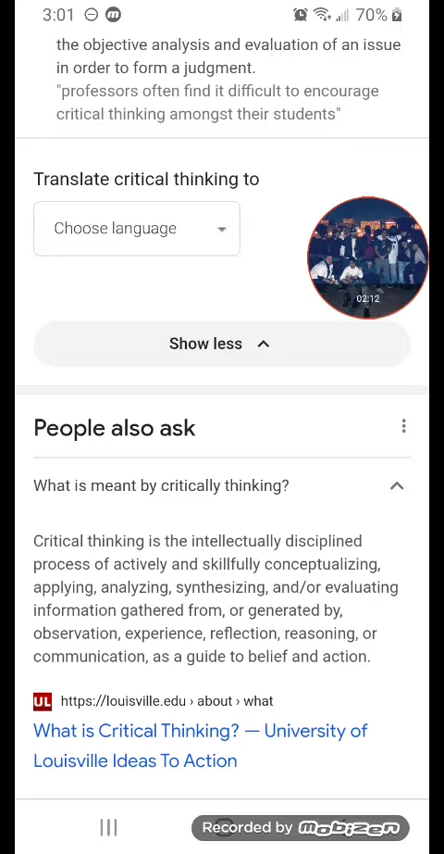 3:01 70%
the objective analysis and evaluation of an issue
in order to form a judgment.
"professors often find it difficult to encourage
critical thinking amongst their students"
Translate critical thinking to
Choose language
02:12
Show less
People also ask
What is meant by critically thinking?
Critical thinking is the intellectually disciplined
process of actively and skillfully conceptualizing,
applying, analyzing, synthesizing, and/or evaluating
information gathered from, or generated by,
observation, experience, reflection, reasoning, or
communication, as a guide to belief and action.
UL https://louisville.edu › about › what
What is Critical Thinking? — University of
Louisville Ideas To Action
Recorded by Mobizen